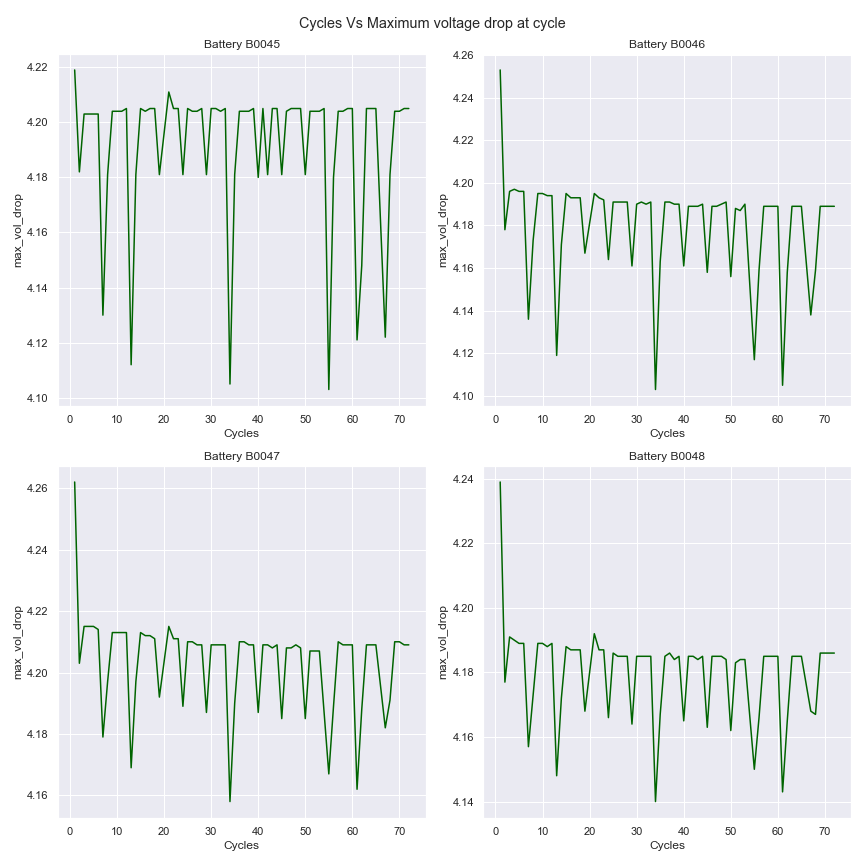 Cycles Vs Maximum voltage drop at cycle
Battery B0045
4.22
4.20
4.18
4.16
4.14
4.12
4.10
max_vol_drop
0 10 20 30 40 50 60 70
Cycles
Battery B0046
4.26
4.24
4.22
4.20
4.18
4.16
4.14
4.12
4.10
max_vol_drop
0 10 20 30 40 50 60 70
Cycles
Battery B0047
4.26
4.24
4.22
4.20
4.18
4.16
max_vol_drop
0 10 20 30 40 50 60 70
Cycles
Battery B0048
4.24
4.22
4.20
4.18
4.16
4.14
max_vol_drop
0 10 20 30 40 50 60 70
Cycles